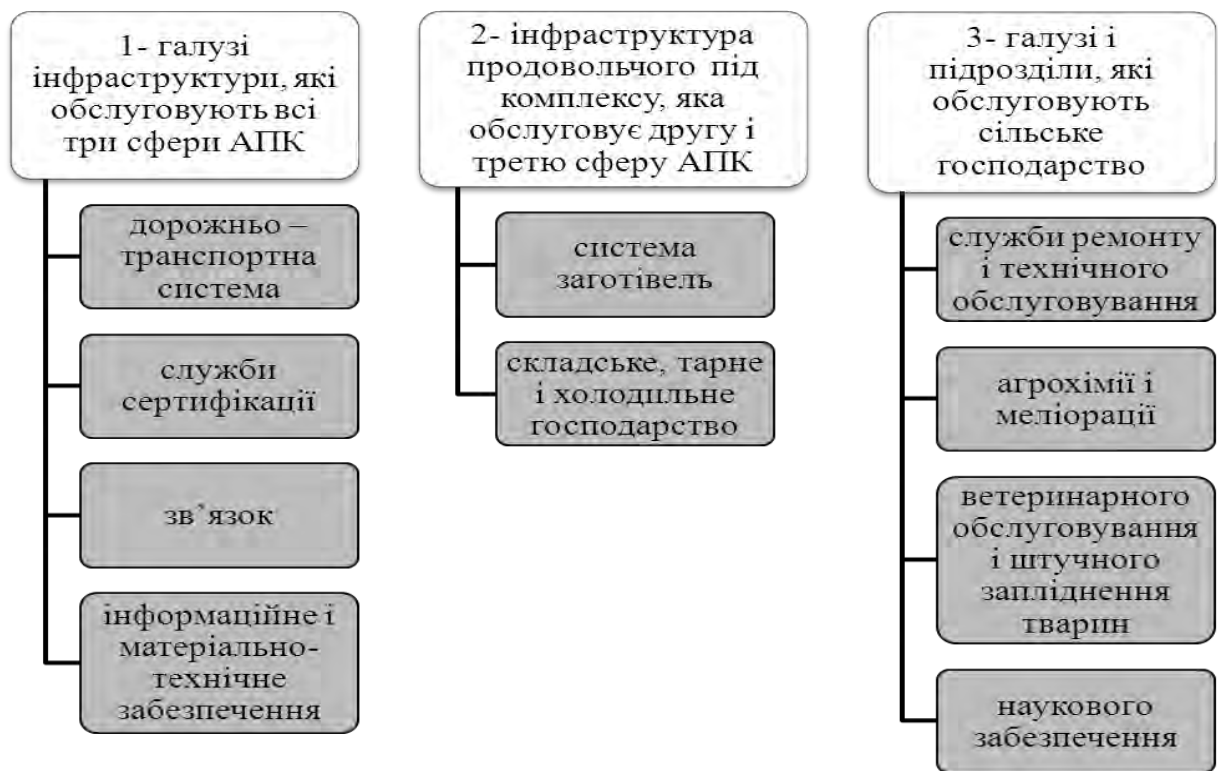 1- галузі
інфраструктури, які
обслуговують всі
три сфери АПК
дорожньо –
транспортна
система
служби
сертифікації
зв’язок
інформаційне і
матеріально-
технічне
забезпечення
2- інфраструктура
продовольчого під
комплексу, яка
обслуговує другу і
третю сферу АПК
система
заготівель
складське, тарне
і холодильне
господарство
3- галузі і
підрозділи, які
обслуговують
сільське
господарство
служби ремонту
і технічного
обслуговування
агрохімії і
меліорації
ветеринарного
обслуговування
і штучного
запліднення
тварин
наукового
забезпечення